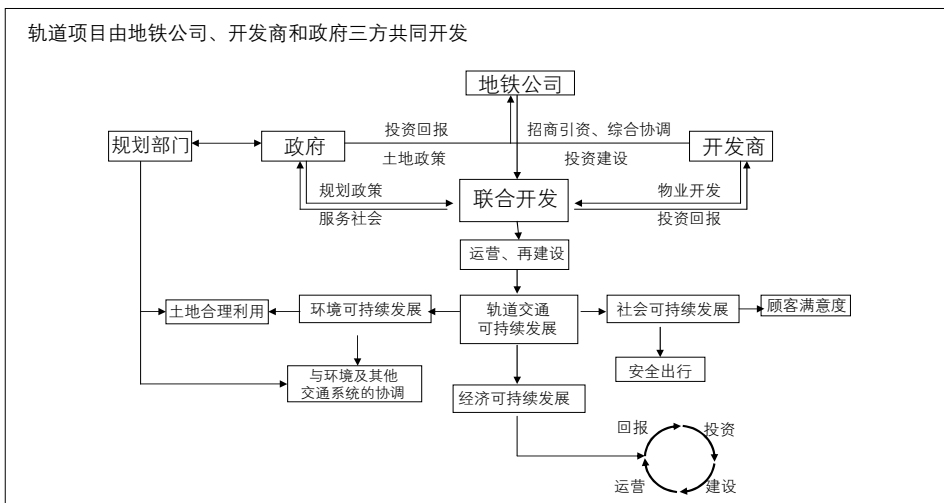 轨道项目由地铁公司、开发商和政府三方共同开发
地铁公司
投资回报
招商引资、综合协调
规划部门
政府
开发商
土地政策
投资建设
规划政策
联合开发
物业开发
服务社会
投资回报
运营、再建设
土地合理利用
环境可持续发展
轨道交通
可持续发展
社会可持续发展
顾客满意度
与环境及其他
交通系统的协调
安全出行
经济可持续发展
回报
投资
运营
建设